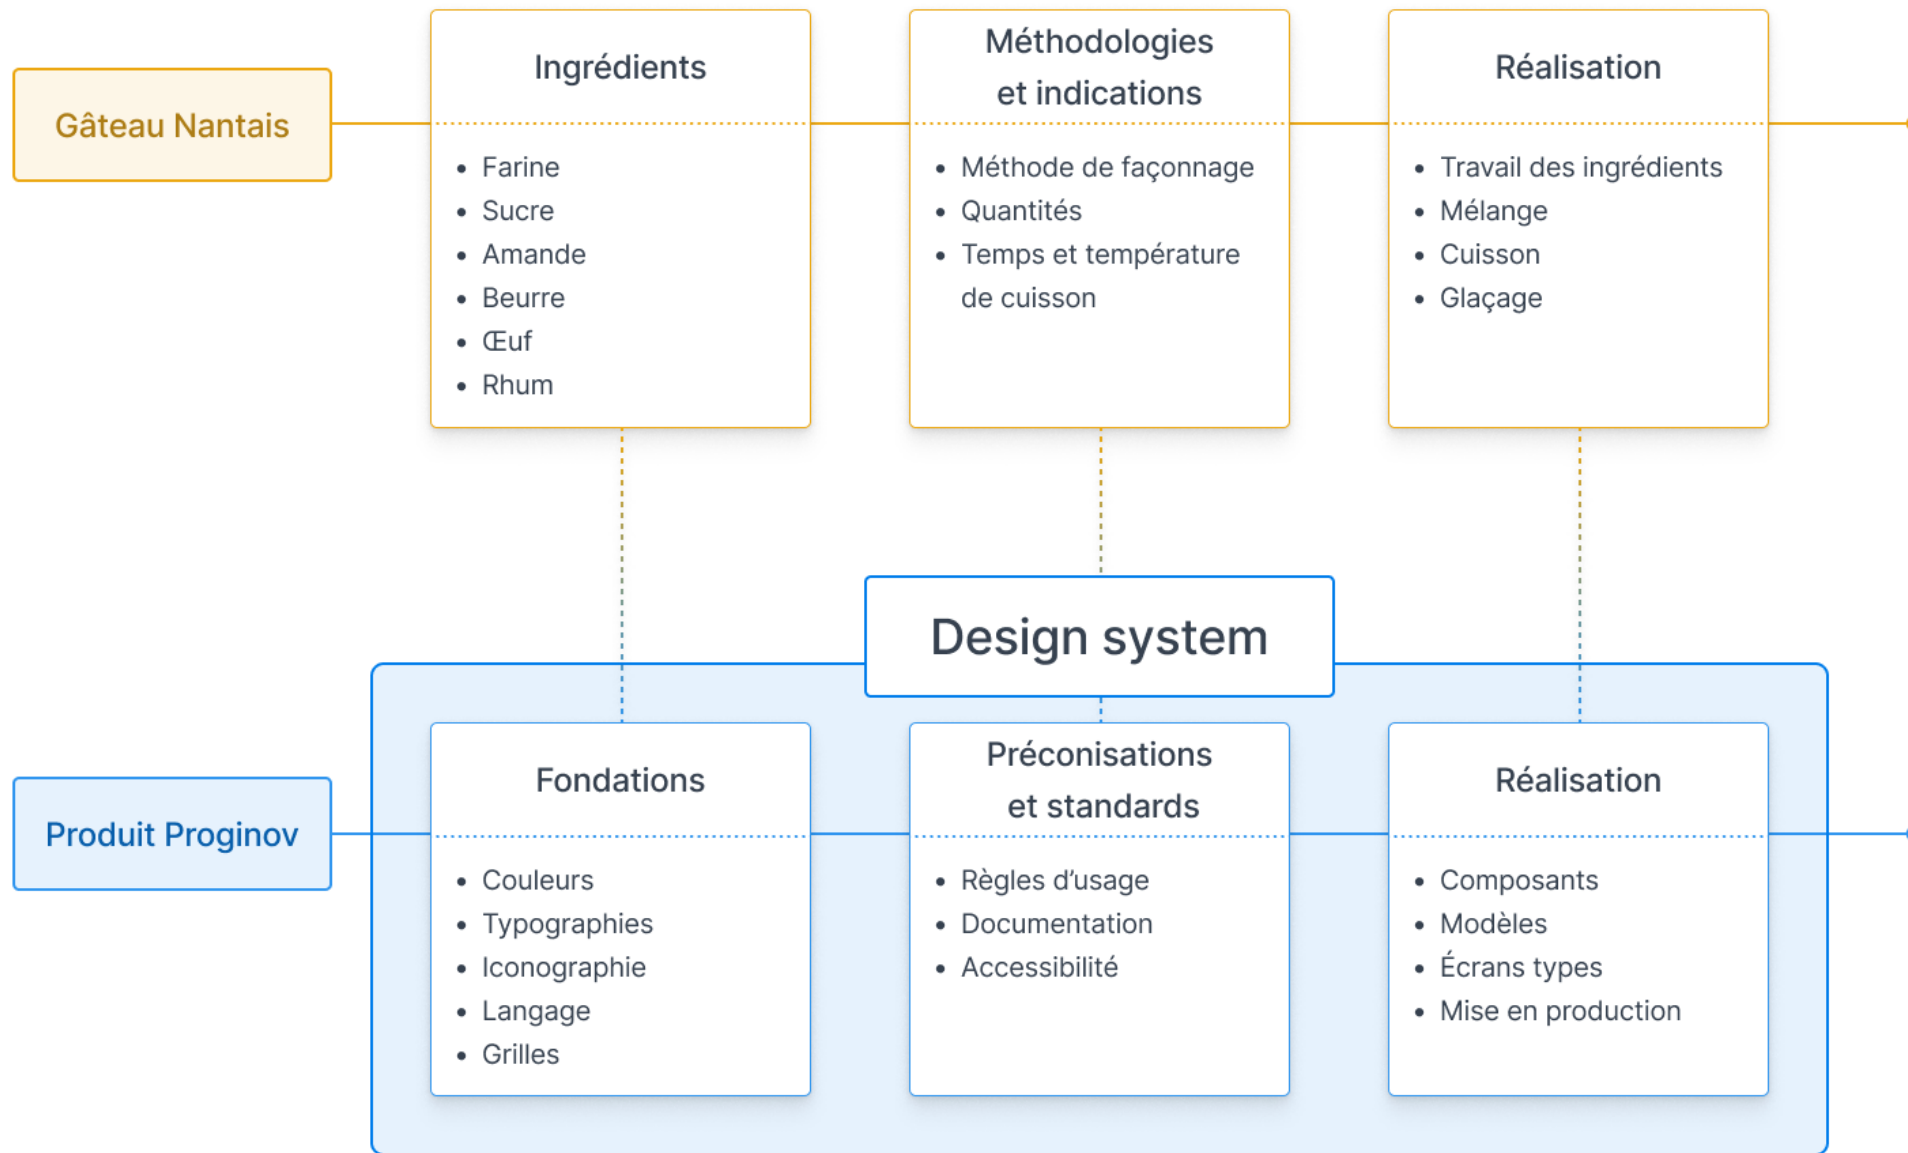 Gâteau Nantais
Ingrédients
Farine
Sucre
Amande
Beurre
Œuf
Rhum
Méthodologies
et indications
Méthode de façonnage
Quantités
Temps et température
de cuisson
Réalisation
Travail des ingrédients
Mélange
Cuisson
Glaçage
Design system
Produit Proginov
Fondations
Couleurs
Typographies
Iconographie
Langage
Grilles
Préconisations
et standards
Règles d’usage
Documentation
Accessibilité
Réalisation
Composants
Modèles
Écrans types
Mise en production